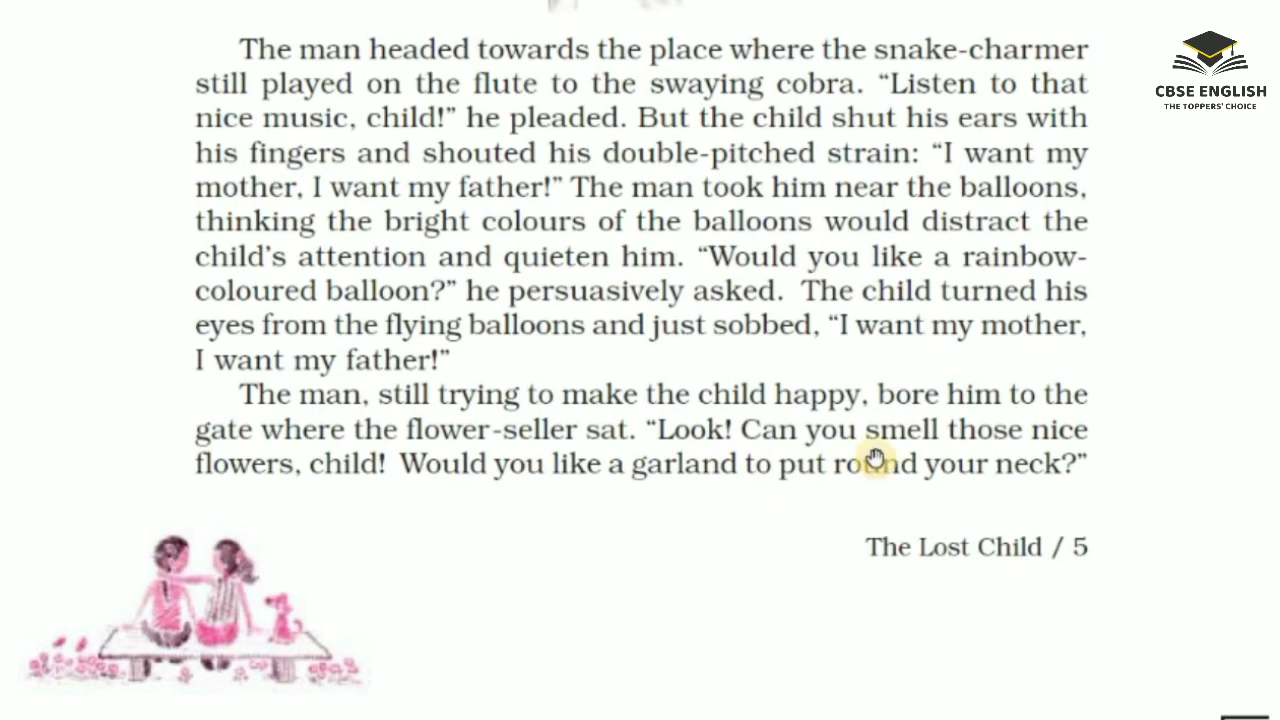 The man headed towards the place where the snake-charmer
still played on the flute to the swaying cobra. “Listen to that
nice music, child!” he pleaded. But the child shut his ears with
his fingers and shouted his double-pitched strain: “I want my
mother, I want my father!” The man took him near the balloons,
thinking the bright colours of the balloons would distract the
child’s attention and quieten him. “Would you like a rainbow-
coloured balloon?” he persuasively asked. The child turned his
eyes from the flying balloons and just sobbed, “I want my mother,
I want my father!”
The man, still trying to make the child happy, bore him to the
gate where the flower-seller sat. “Look! Can you smell those nice
flowers, child! Would you like a garland to put round your neck?”
The Lost Child / 5
CBSE ENGLISH
THE TOPPERS' CHOICE